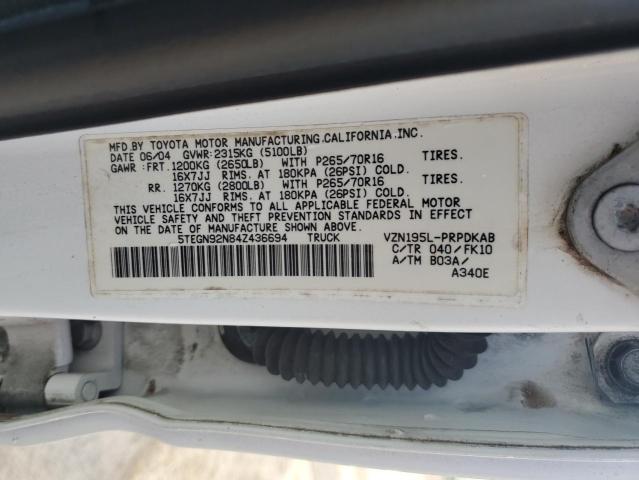 MFD.BY TOYOTA MOTOR MANUFACTURING.CALIFORNIA.INC.
DATE 06/04 GVWR:2315KG (5100LB)
GAWR : FRT.1200KG (2650LB) WITH P265/70R16 TIRES.
16X7JJ RIMS. AT 180KPA (26PSI) COLD.
RR. 1270KG (2800LB) WITH P265/70R16 TIRES.
16X7JJ RIMS. AT 180KPA (26PSI) COLD.
THIS VEHICLE CONFORMS TO ALL APPLICABLE FEDERAL MOTOR
VEHICLE SAFETY AND THEFT PREVENTION STANDARDS IN
EFFECT ON THE DATE OF MANUFACTURE SHOWN ABOVE.
5TEGN92N84Z436694 TRUCK VZN195L-PRPDKAB
C/TR 040/FK10
A/TM B03A/
A340E